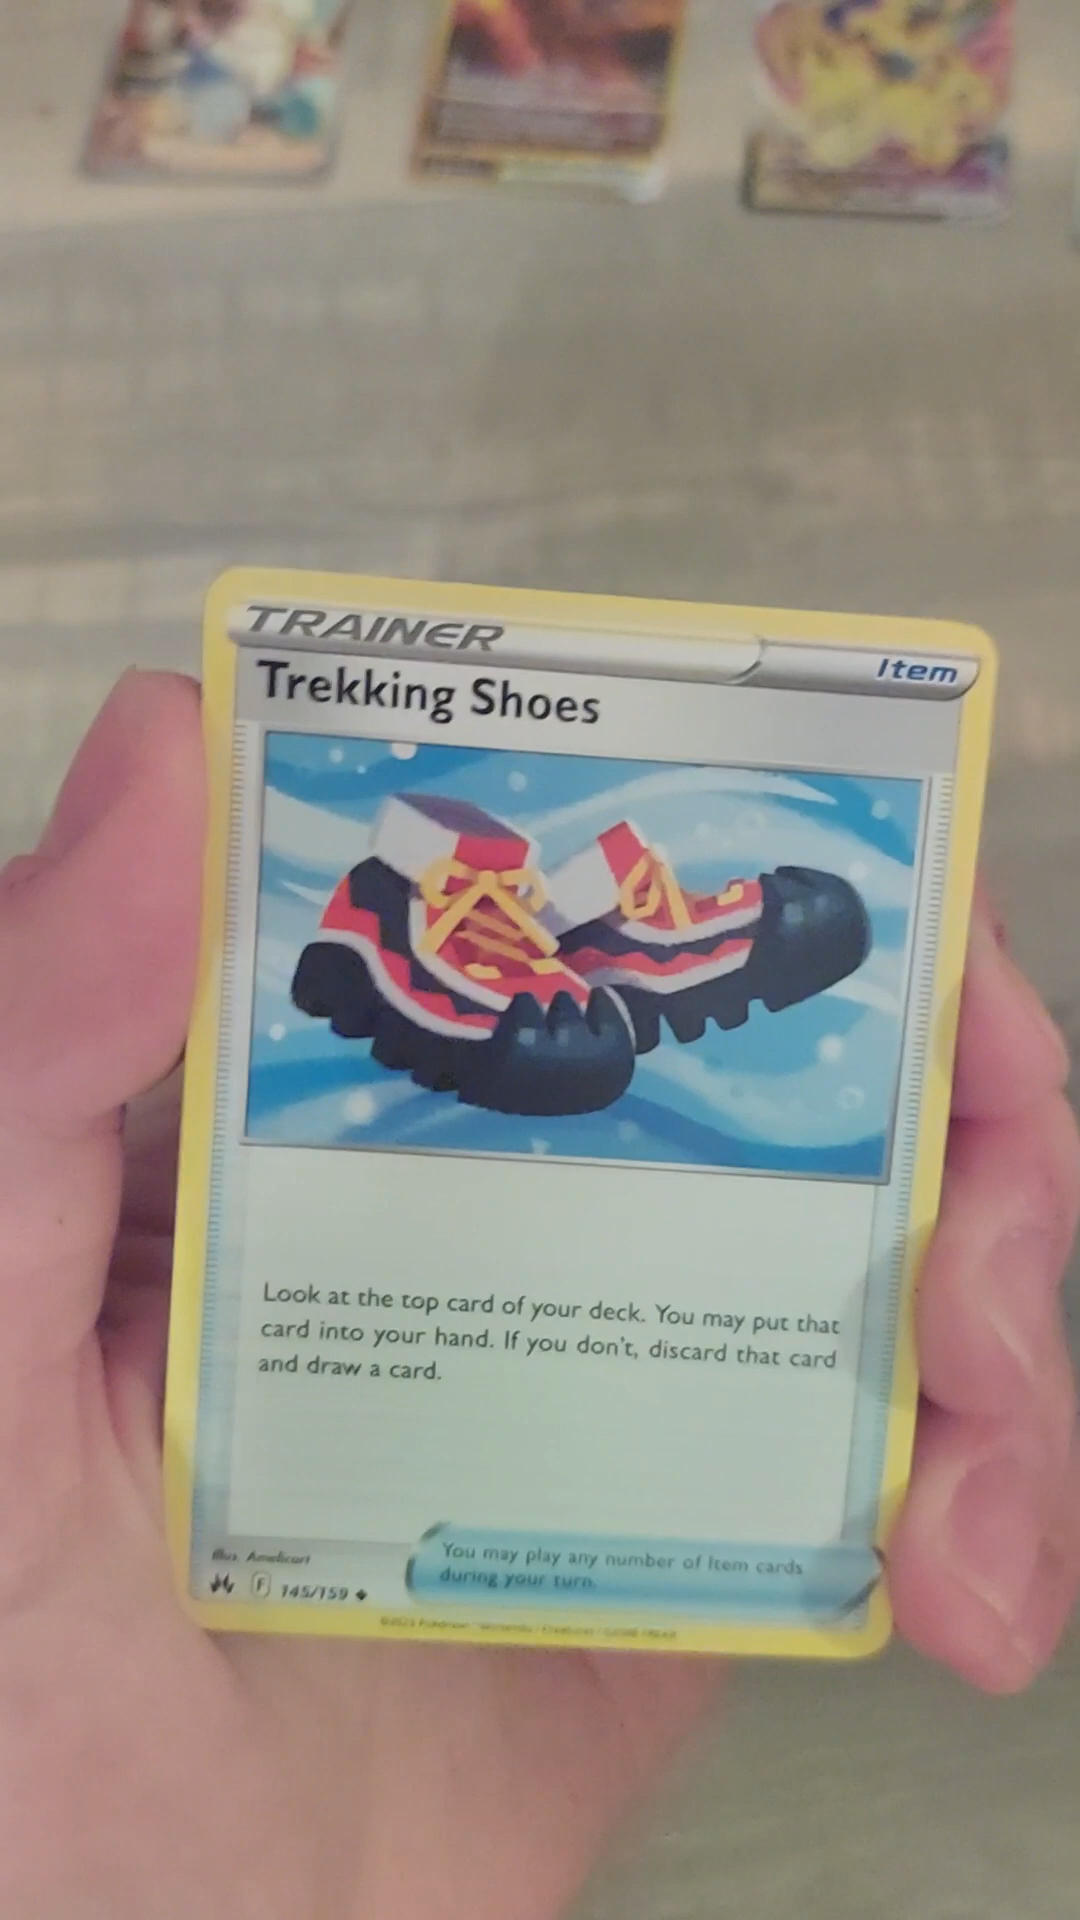 TRAINER
Item
Trekking Shoes
Look at the top card of your deck. You may put that
card into your hand. If you don't, discard that card
and draw a card.
You may play any number of Item cards
during your turn.
Illus. Amelicart
F 145/159